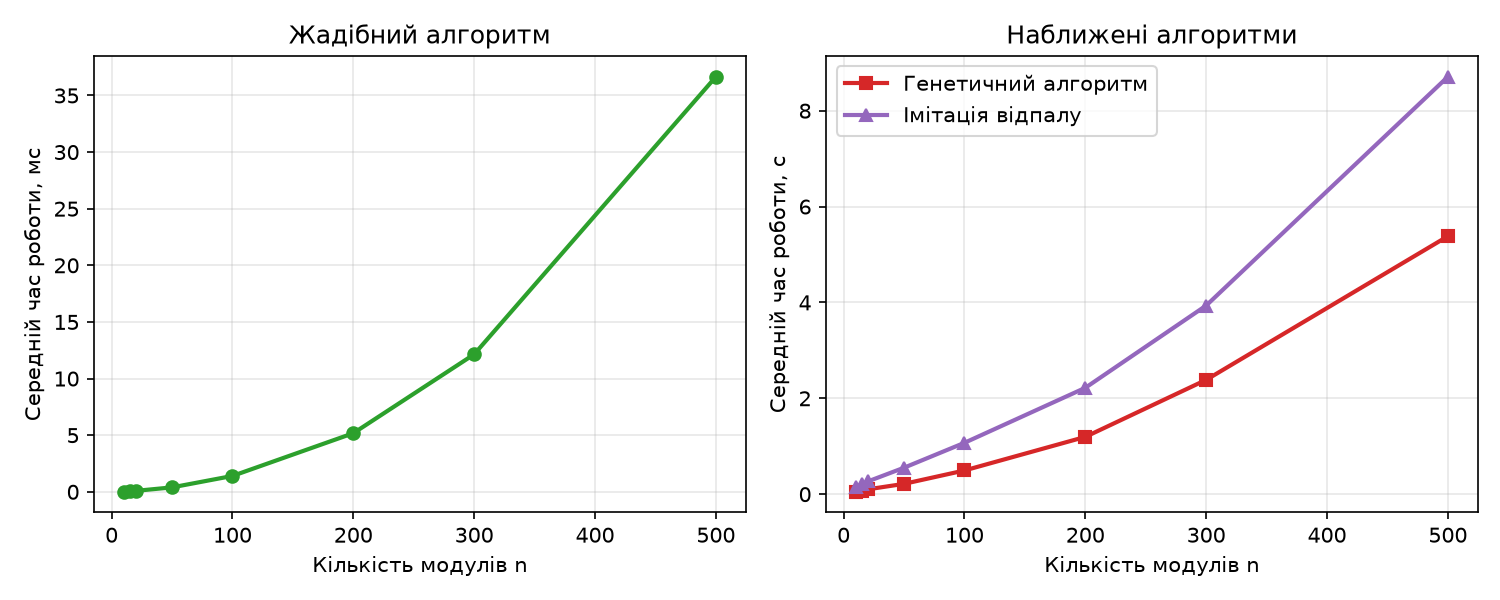 Жадібний алгоритм
Середній час роботи, мс
35
30
25
20
15
10
5
0
0 100 200 300 400 500
Кількість модулів n
Наближені алгоритми
Генетичний алгоритм
Імітація відпалу
Середній час роботи, с
8
6
4
2
0
0 100 200 300 400 500
Кількість модулів n